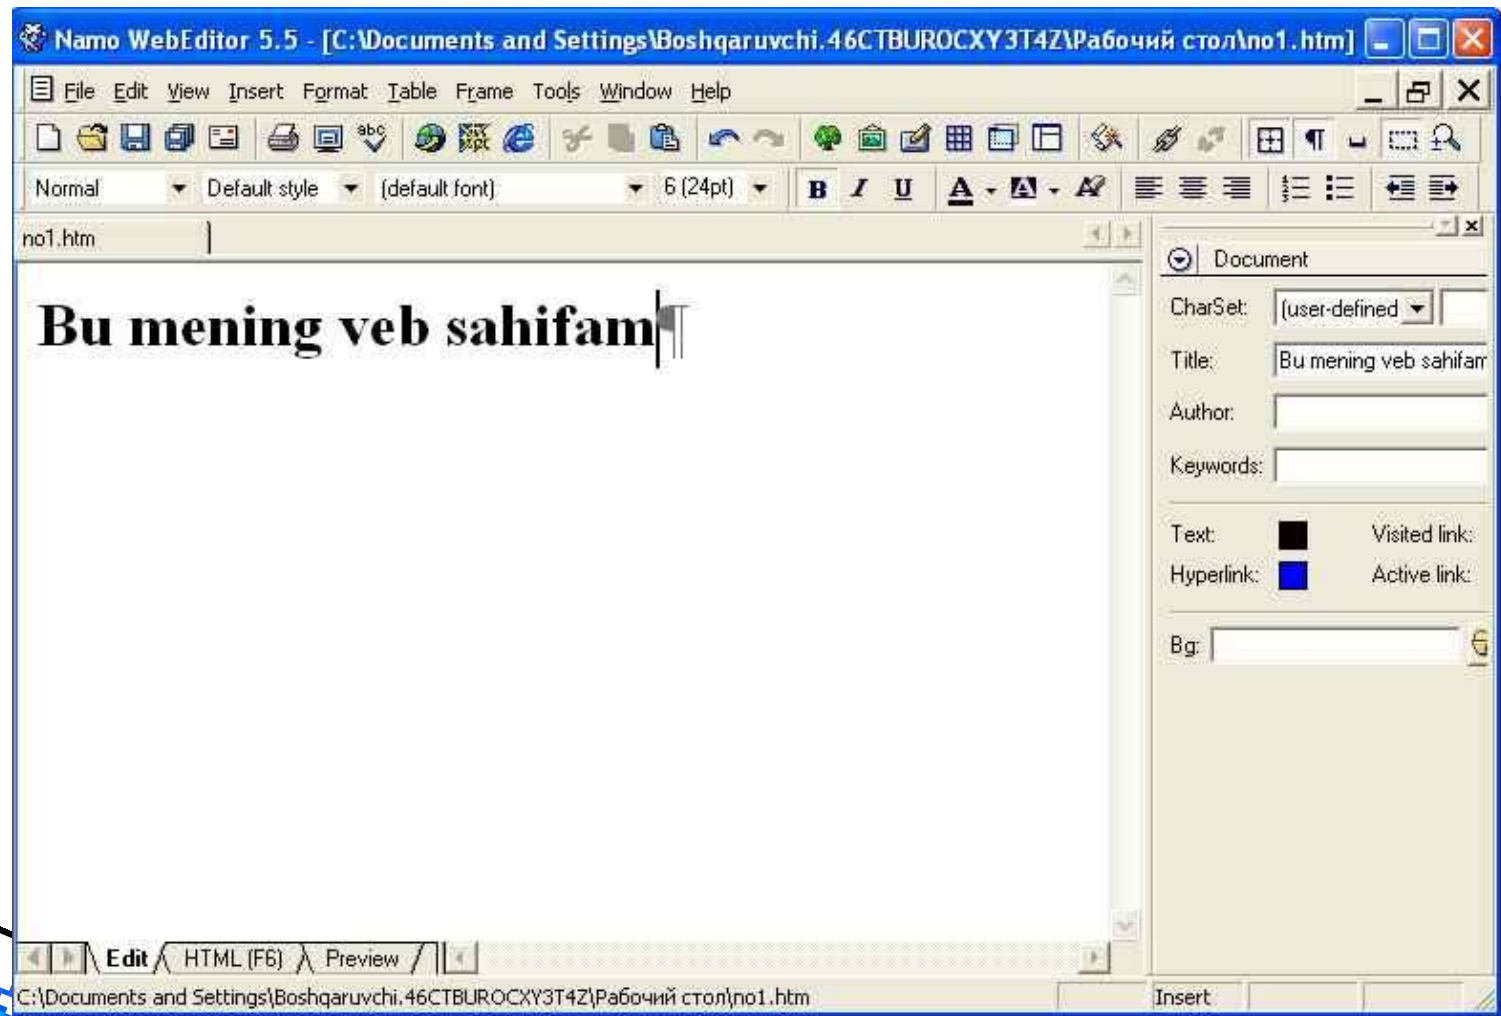 Namo WebEditor 5.5 - [C:\Documents and Settings\Boshqaruvchi.46CTBUROCXY3T4Z\Рабочий стол\no1.htm]
File Edit View Insert Format Table Frame Tools Window Help
abc
Normal Default style (default font) 6 (24pt) B I U A A A
no1.htm
Document
Bu mening veb sahifam¶
CharSet: (user-defined
Title: Bu mening veb sahifam
Author:
Keywords:
Text: Visited link:
Hyperlink: Active link:
Bg:
Edit HTML (F6) Preview
C:\Documents and Settings\Boshqaruvchi.46CTBUROCXY3T4Z\Рабочий стол\no1.htm Insert